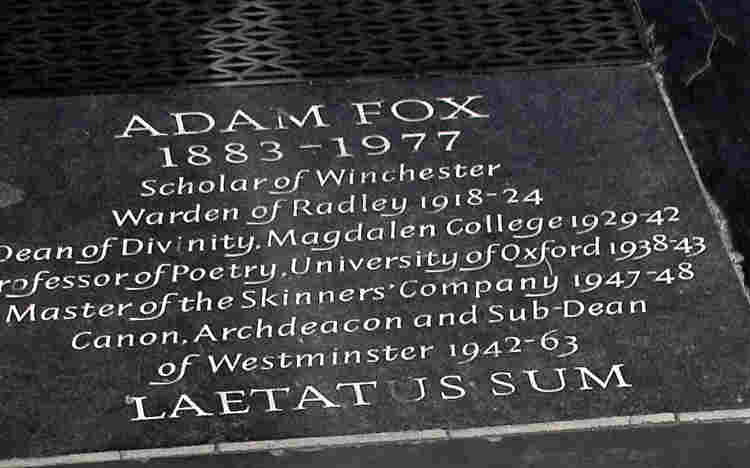 ADAM FOX
1883-1977
Scholar of Winchester
Warden of Radley 1918-24
Dean of Divinity, Magdalen College 1929-42
rofessor of Poetry, University of Oxford 1938-43
Master of the Skinners' Company 1947-48
Canon, Archdeacon and Sub-Dean
of Westminster 1942-63
LAETATUS SUM